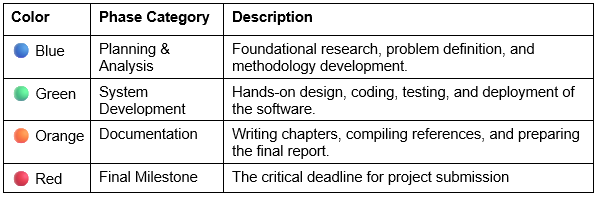 Color Phase Category Description
Blue Planning & Foundational research, problem definition, and
Analysis methodology development.
Green System Hands-on design, coding, testing, and deployment of
Development the software.
Orange Documentation Writing chapters, compiling references, and preparing
the final report.
Red Final Milestone The critical deadline for project submission